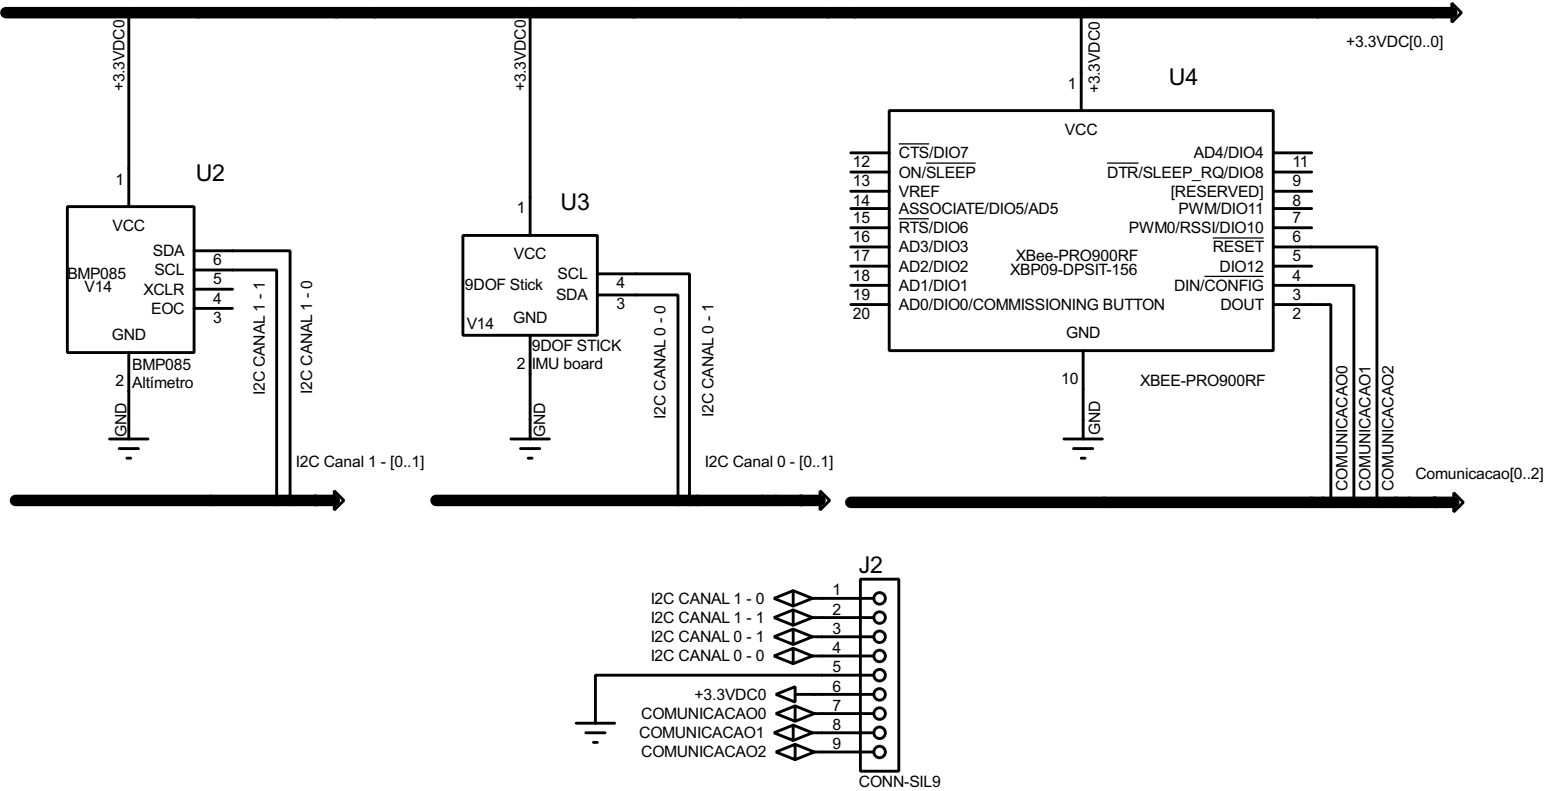 +3.3VDC[0..0]
+3.3VDC0
1
U2
VCC
SDA
6
SCL
5
XCLR
4
EOC
3
BMP085
V14
GND
2
BMP085
Altímetro
GND
I2C CANAL 1 - 1
I2C CANAL 1 - 0
I2C Canal 1 - [0..1]
+3.3VDC0
1
U3
VCC
SCL
4
SDA
3
9DOF Stick
V14
GND
2
9DOF STICK
IMU board
GND
I2C CANAL 0 - 0
I2C CANAL 0 - 1
I2C Canal 0 - [0..1]
+3.3VDC0
1
U4
VCC
12
CTS/DIO7
13
ON/SLEEP
14
VREF
15
ASSOCIATE/DIO5/AD5
16
RTS/DIO6
17
AD3/DIO3
18
AD2/DIO2
19
AD1/DIO1
20
AD0/DIO0/COMMISSIONING BUTTON
XBee-PRO900RF
XBP09-DPSIT-156
AD4/DIO4
11
DTR/SLEEP_RQ/DIO8
9
[RESERVED]
8
PWM/DIO11
7
PWM0/RSSI/DIO10
6
RESET
5
DIO12
4
DIN/CONFIG
3
DOUT
2
GND
10
XBEE-PRO900RF
GND
COMUNICACAO0
COMUNICACAO1
COMUNICACAO2
Comunicacao[0..2]
J2
I2C CANAL 1 - 0 1
I2C CANAL 1 - 1 2
I2C CANAL 0 - 1 3
I2C CANAL 0 - 0 4
5
+3.3VDC0 6
COMUNICACAO0 7
COMUNICACAO1 8
COMUNICACAO2 9
CONN-SIL9